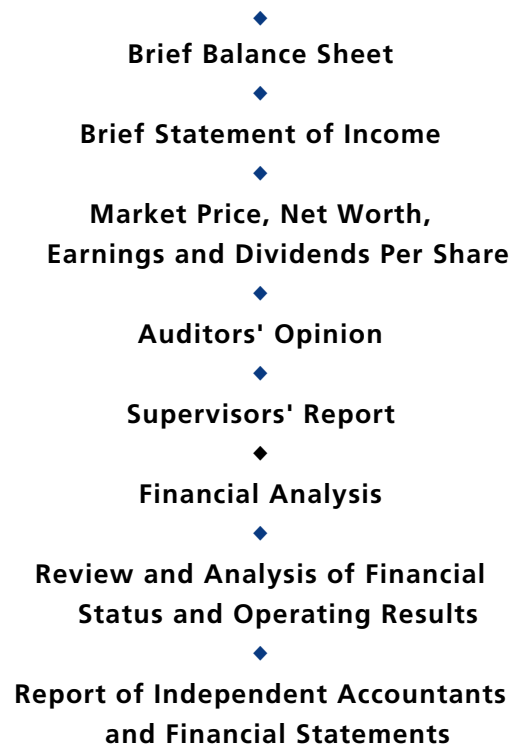 Brief Balance Sheet
Brief Statement of Income
Market Price, Net Worth,
Earnings and Dividends Per Share
Auditors' Opinion
Supervisors' Report
Financial Analysis
Review and Analysis of Financial
Status and Operating Results
Report of Independent Accountants
and Financial Statements